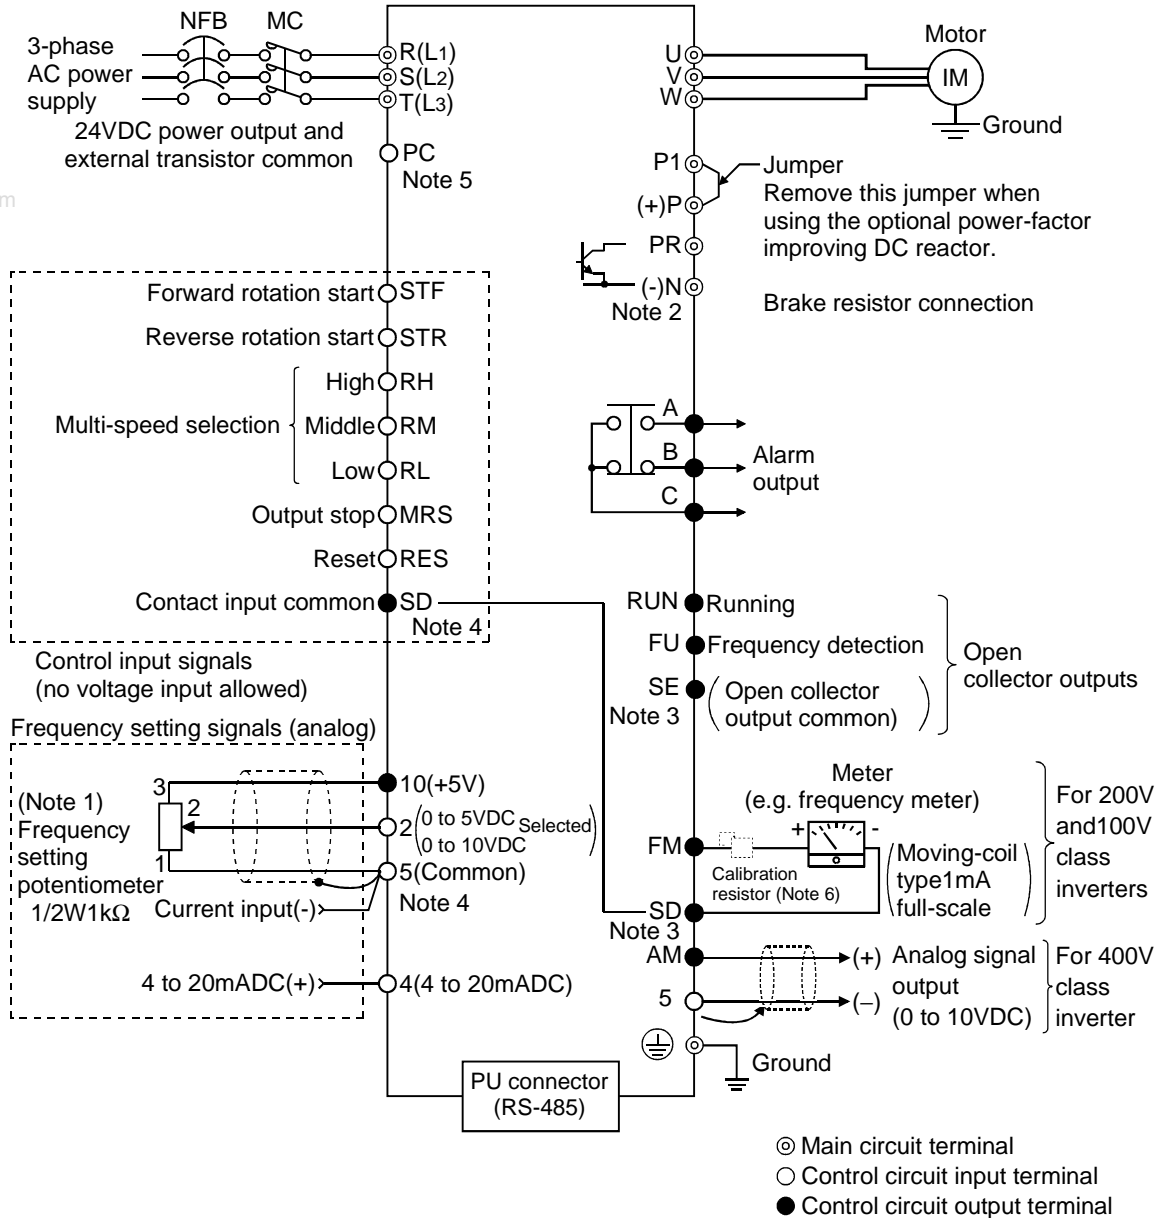 NFB MC
3-phase
AC power
supply
R(L1)
S(L2)
T(L3)
24VDC power output and
external transistor common
PC
Note 5
m
U
V
W
Motor
IM
Ground
P1
(+)P
PR
(-)N
Note 2
Jumper
Remove this jumper when
using the optional power-factor
improving DC reactor.
Brake resistor connection
Forward rotation start STF
Reverse rotation start STR
Multi-speed selection
High RH
Middle RM
Low RL
Output stop MRS
Reset RES
Contact input common SD
Note 4
Control input signals
(no voltage input allowed)
A
B
C
Alarm
output
RUN Running
FU Frequency detection
SE (Open collector
output common)
Note 3
Open
collector outputs
Frequency setting signals (analog)
(Note 1)
Frequency
setting
potentiometer
1/2W1kΩ
3
2
1
10(+5V)
2 (0 to 5VDC
0 to 10VDC Selected)
5(Common)
Note 4
Current input(-)
4 to 20mADC(+) 4(4 to 20mADC)
Meter
(e.g. frequency meter)
+ -
FM
Calibration
resistor (Note 6)
(Moving-coil
type1mA
full-scale)
SD
Note 3
For 200V
and100V
class
inverters
AM
5
(+)
(−)
Analog signal
output
(0 to 10VDC)
For 400V
class
inverter
Ground
PU connector
(RS-485)
Main circuit terminal
Control circuit input terminal
Control circuit output terminal